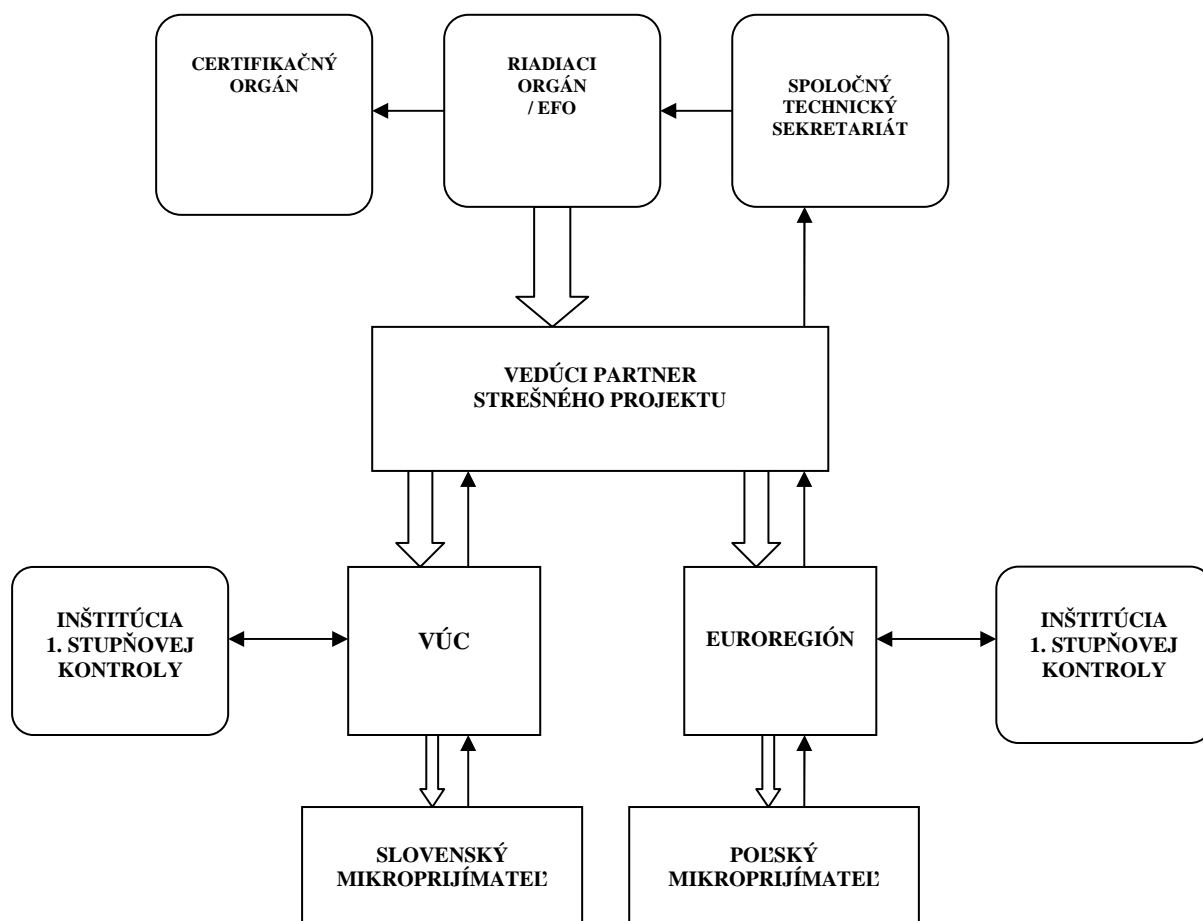 CERTIFIKAČNÝ
ORGÁN
RIADIACI
ORGÁN
/ EFO
SPOLOČNÝ
TECHNICKÝ
SEKRETARIÁT
VEDÚCI PARTNER
STREŠNÉHO PROJEKTU
INŠTITÚCIA
1. STUPŇOVEJ
KONTROLY
VÚC
EUROREGIÓN
INŠTITÚCIA
1. STUPŇOVEJ
KONTROLY
SLOVENSKÝ
MIKROPRIJÍMATEĽ
POĽSKÝ
MIKROPRIJÍMATEĽ